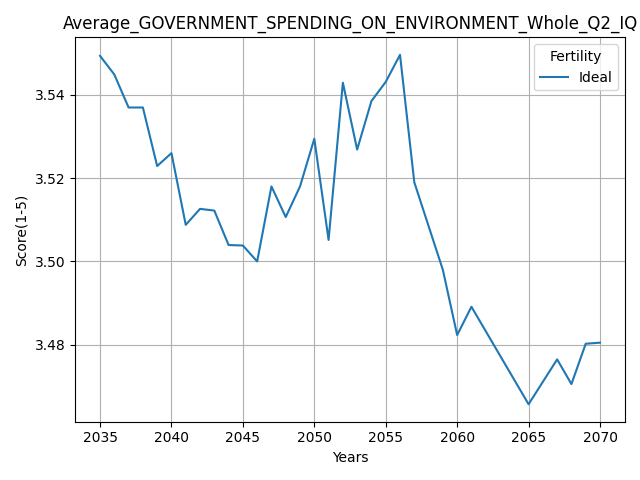 Average_GOVERNMENT_SPENDING_ON_ENVIRONMENT_Whole_Q2_IQ
Fertility
Ideal
3.54
3.52
3.50
3.48
Score(1-5)
2035 2040 2045 2050 2055 2060 2065 2070
Years